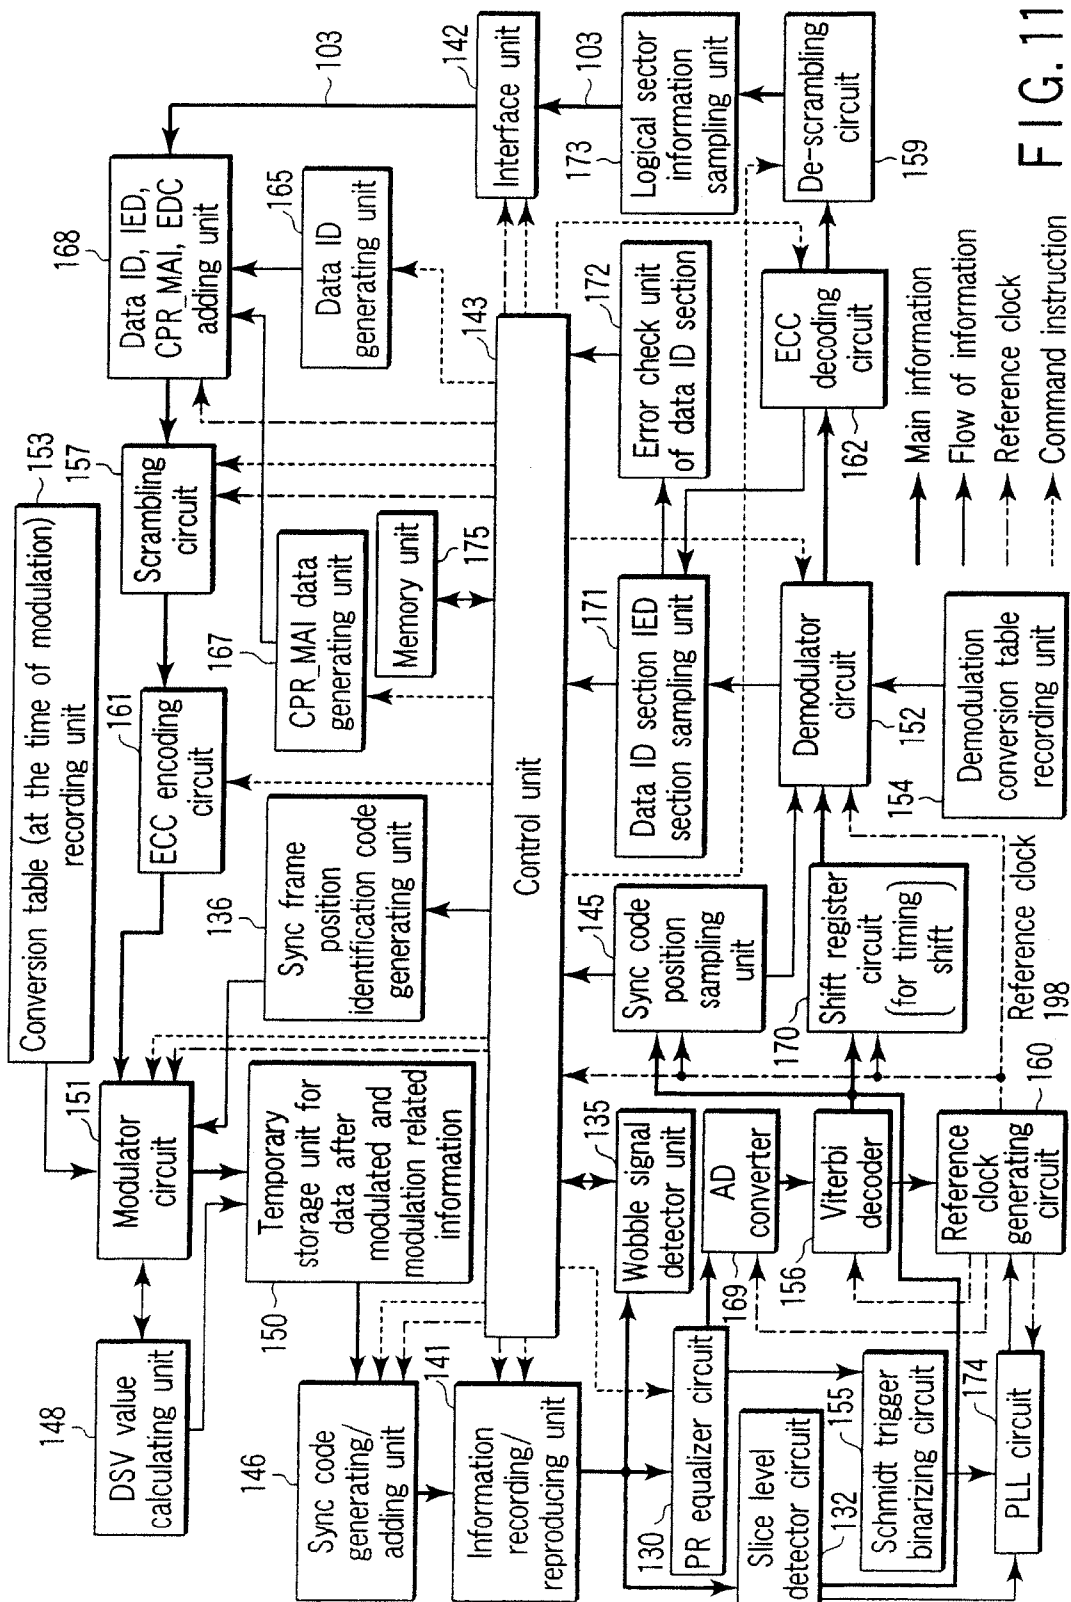 153
Conversion table (at the time of modulation)
recording unit
148
DSV value
calculating unit
151
Modulator
circuit
161
ECC encoding
circuit
157
Scrambling
circuit
168
Data ID, IED,
CPR_MAI, EDC
adding unit
103
146
Sync code
generating/
adding unit
150
Temporary
storage unit for
data after
modulated and
modulation related
information
136
Sync frame
position
identification code
generating unit
167
CPR_MAI data
generating unit
165
Data ID
generating unit
175
Memory unit
141
Information
recording/
reproducing unit
143
Control unit
142
Interface unit
130
PR equalizer circuit
135
Wobble signal
detector unit
145
Sync code
position
sampling
unit
171
Data ID section IED
section sampling unit
172
Error check unit
of data ID section
173
103
Logical sector
information
sampling unit
132
Slice level
detector circuit
169
AD
converter
155
Schmidt trigger
binarizing circuit
156
Viterbi
decoder
170
Shift register
circuit
(for timing
shift)
152
Demodulator
circuit
162
ECC
decoding
circuit
159
De-scrambling
circuit
174
PLL circuit
160
Reference
clock
generating
circuit
Reference clock
198
154
Demodulation
conversion table
recording unit
Main information
Flow of information
Reference clock
Command instruction
FIG. 11